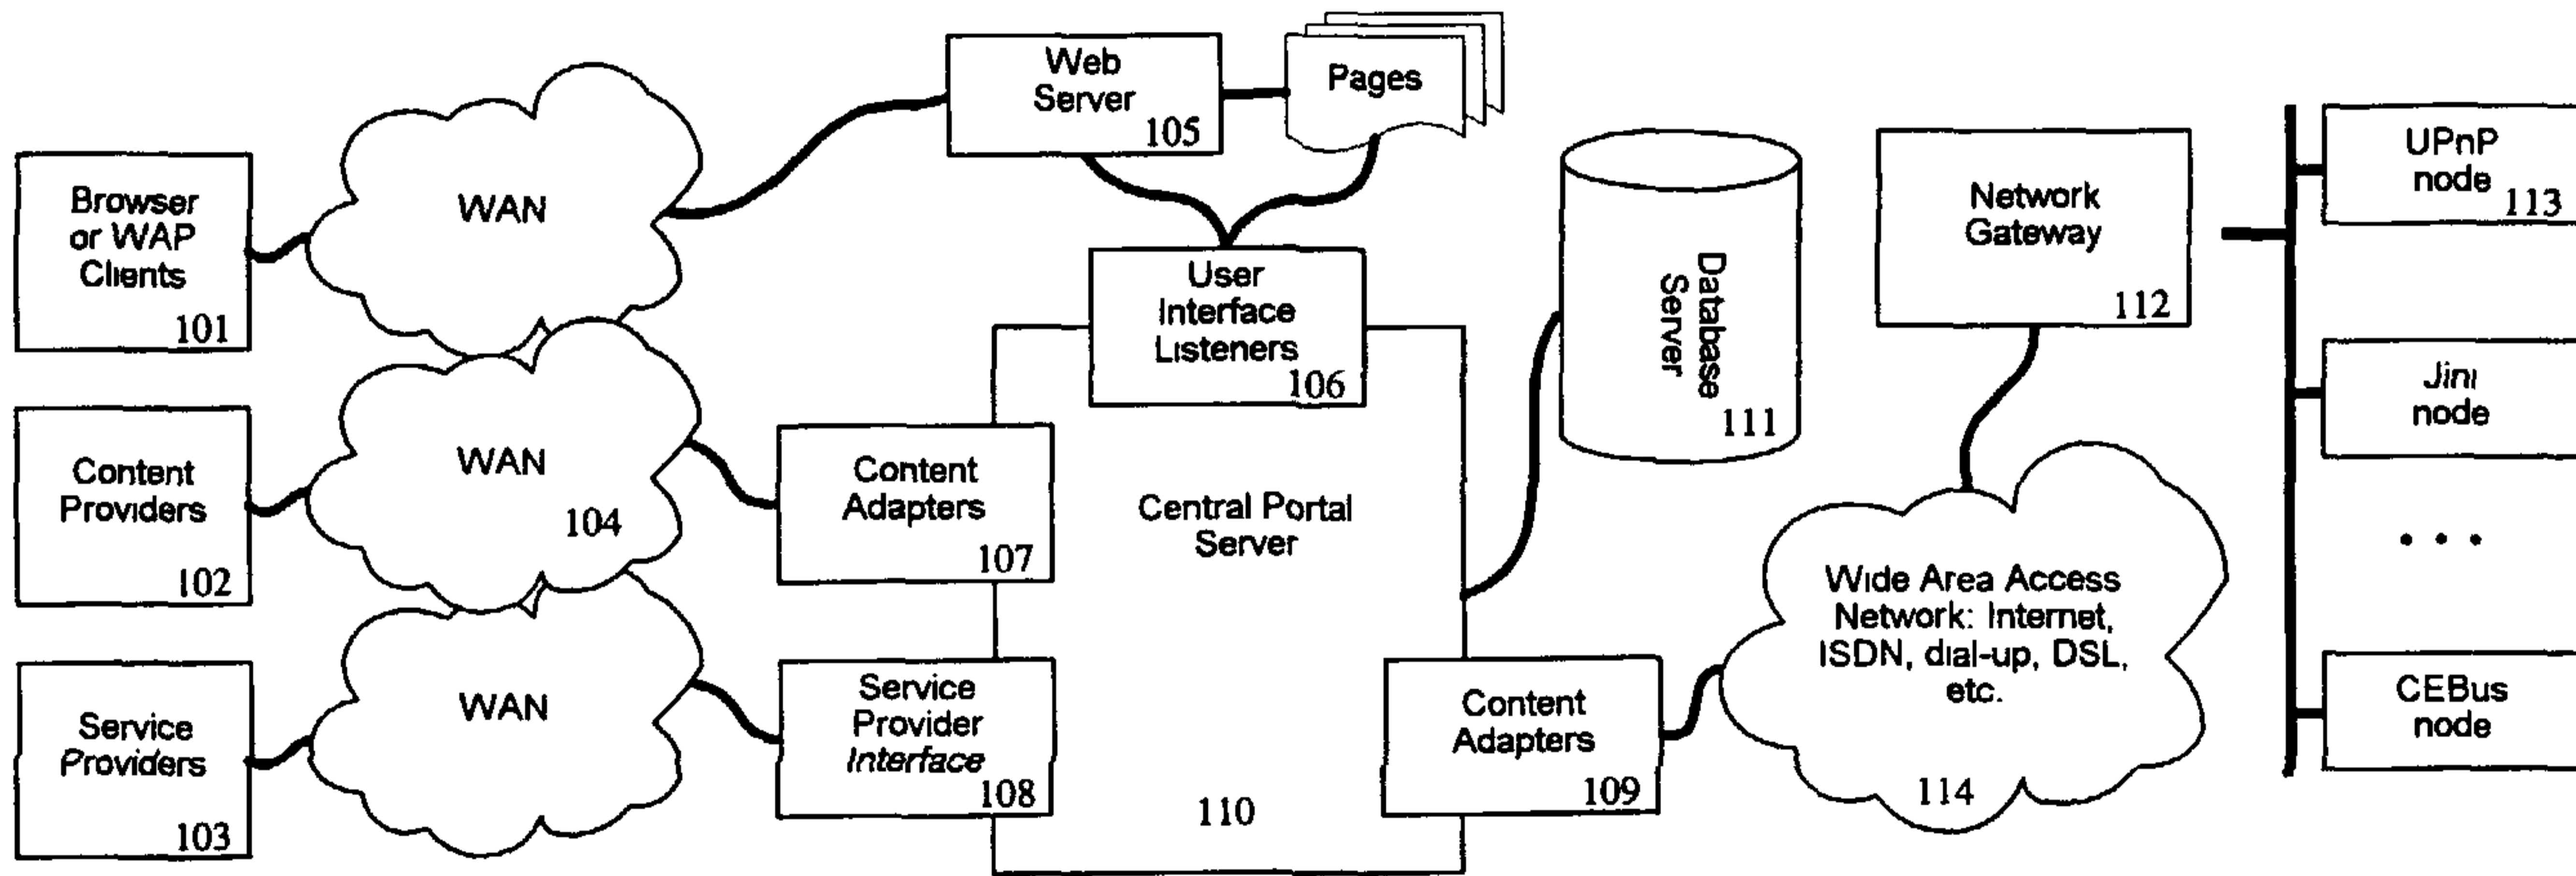 Browser
or WAP
Clients
101
Content
Providers
102
Service
Providers
103
WAN
WAN
104
WAN
Web
Server
105
Pages
User
Interface
Listeners
106
Content
Adapters
107
Service
Provider
Interface
108
Central Portal
Server
110
Content
Adapters
109
Database
Server
111
Network
Gateway
112
Wide Area Access
Network: Internet,
ISDN, dial-up, DSL,
etc.
114
UPnP
node
113
Jini
node
• • •
CEBus
node